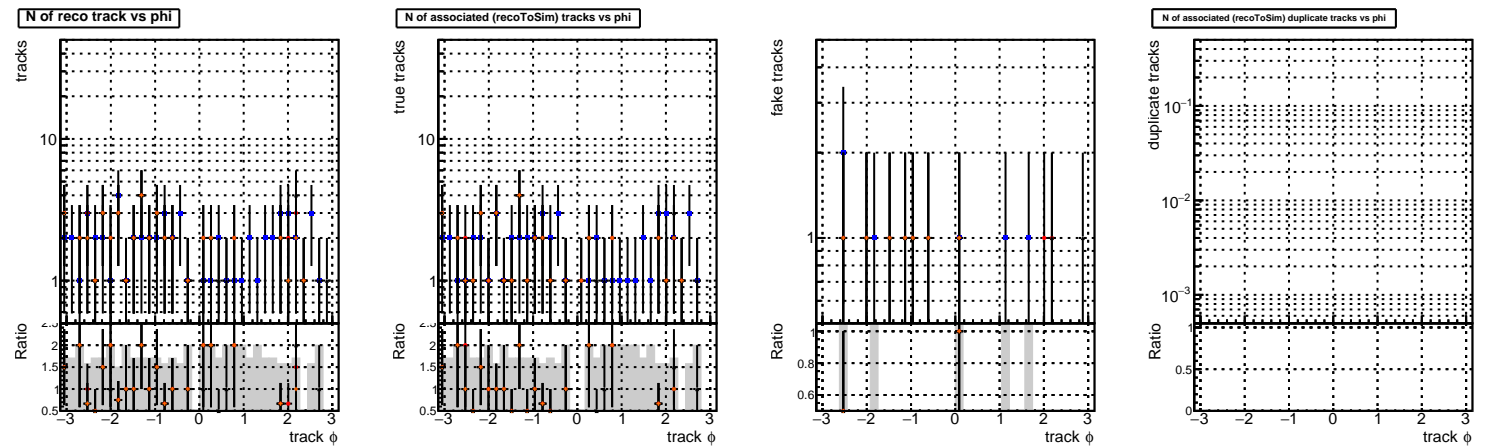 N of reco track vs phi
tracks
10
1
Ratio
2.5
2
1.5
1
0.5
−3 −2 −1 0 1 2 3
track ϕ
N of associated (recoToSim) tracks vs phi
true tracks
10
1
Ratio
2.5
2
1.5
1
0.5
−3 −2 −1 0 1 2 3
track ϕ
fake tracks
1
Ratio
1
0.8
0.6
−3 −2 −1 0 1 2 3
track ϕ
N of associated (recoToSim) duplicate tracks vs phi
duplicate tracks
10−1
10−2
10−3
Ratio
1
0.5
0
−3 −2 −1 0 1 2 3
track ϕ